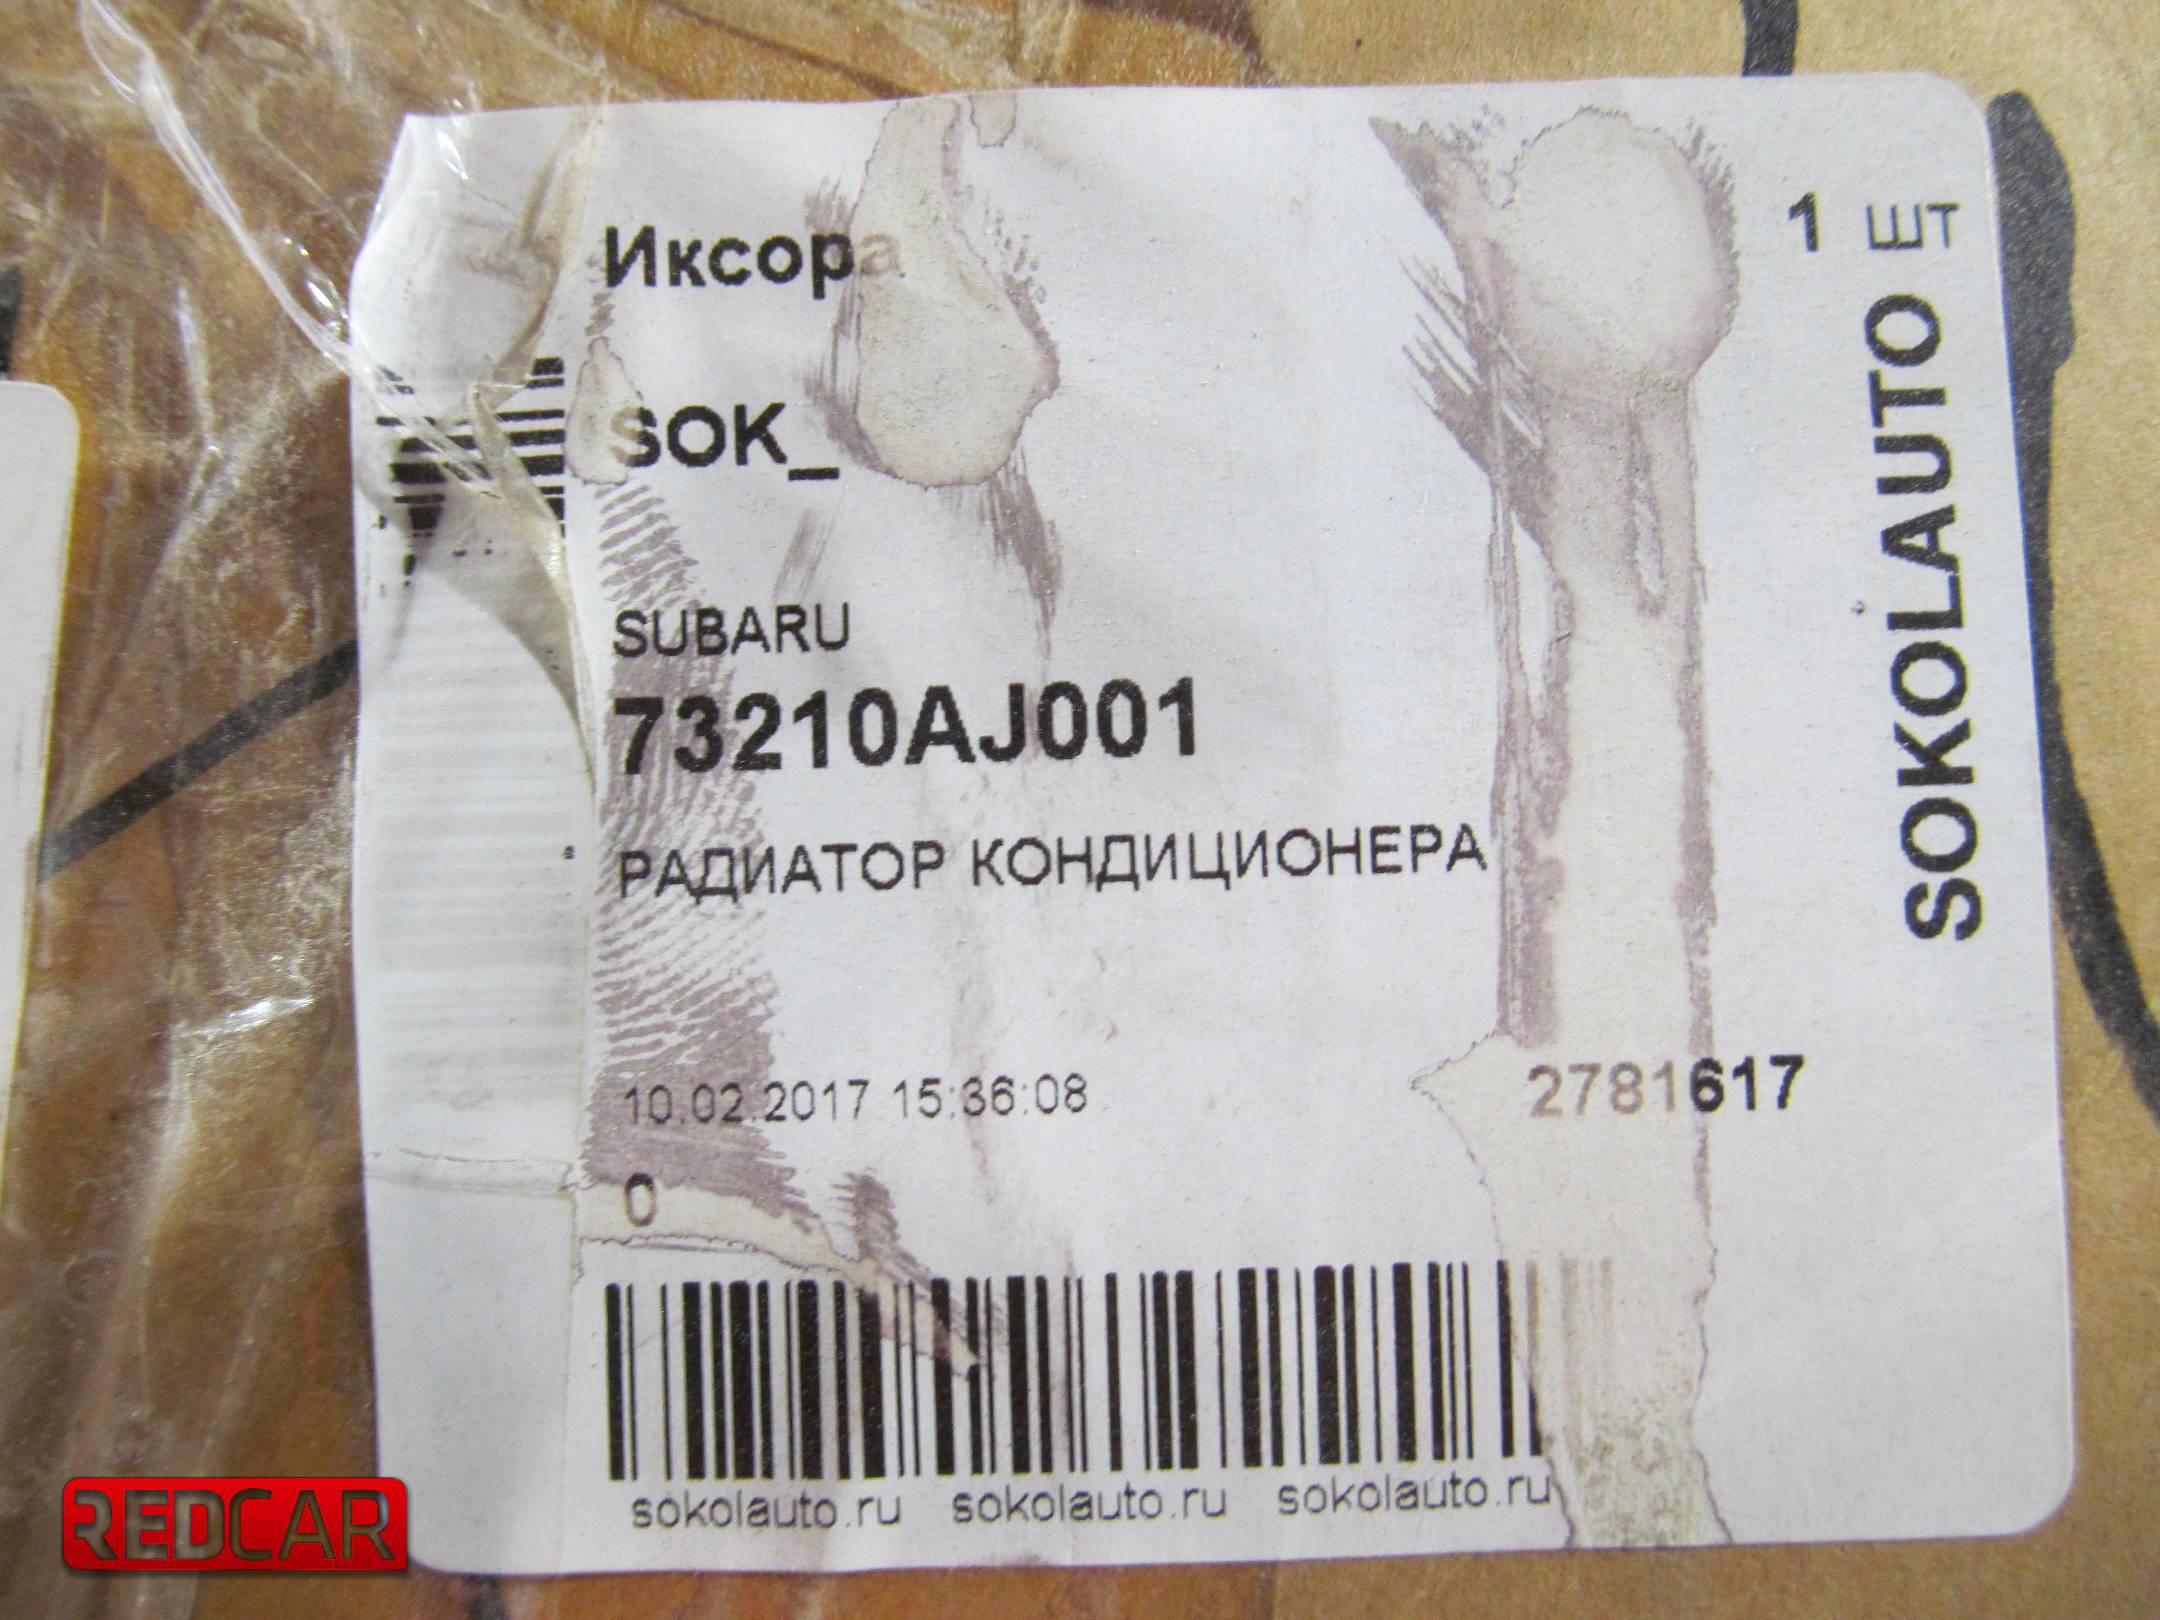 Иксора
1 шт
SOK_
SUBARU
73210AJ001
РАДИАТОР КОНДИЦИОНЕРА
SOKOLAUTO
10.02.2017 15:36:08
2781617
0
sokolauto.ru sokolauto.ru sokolauto.ru
REDCAR